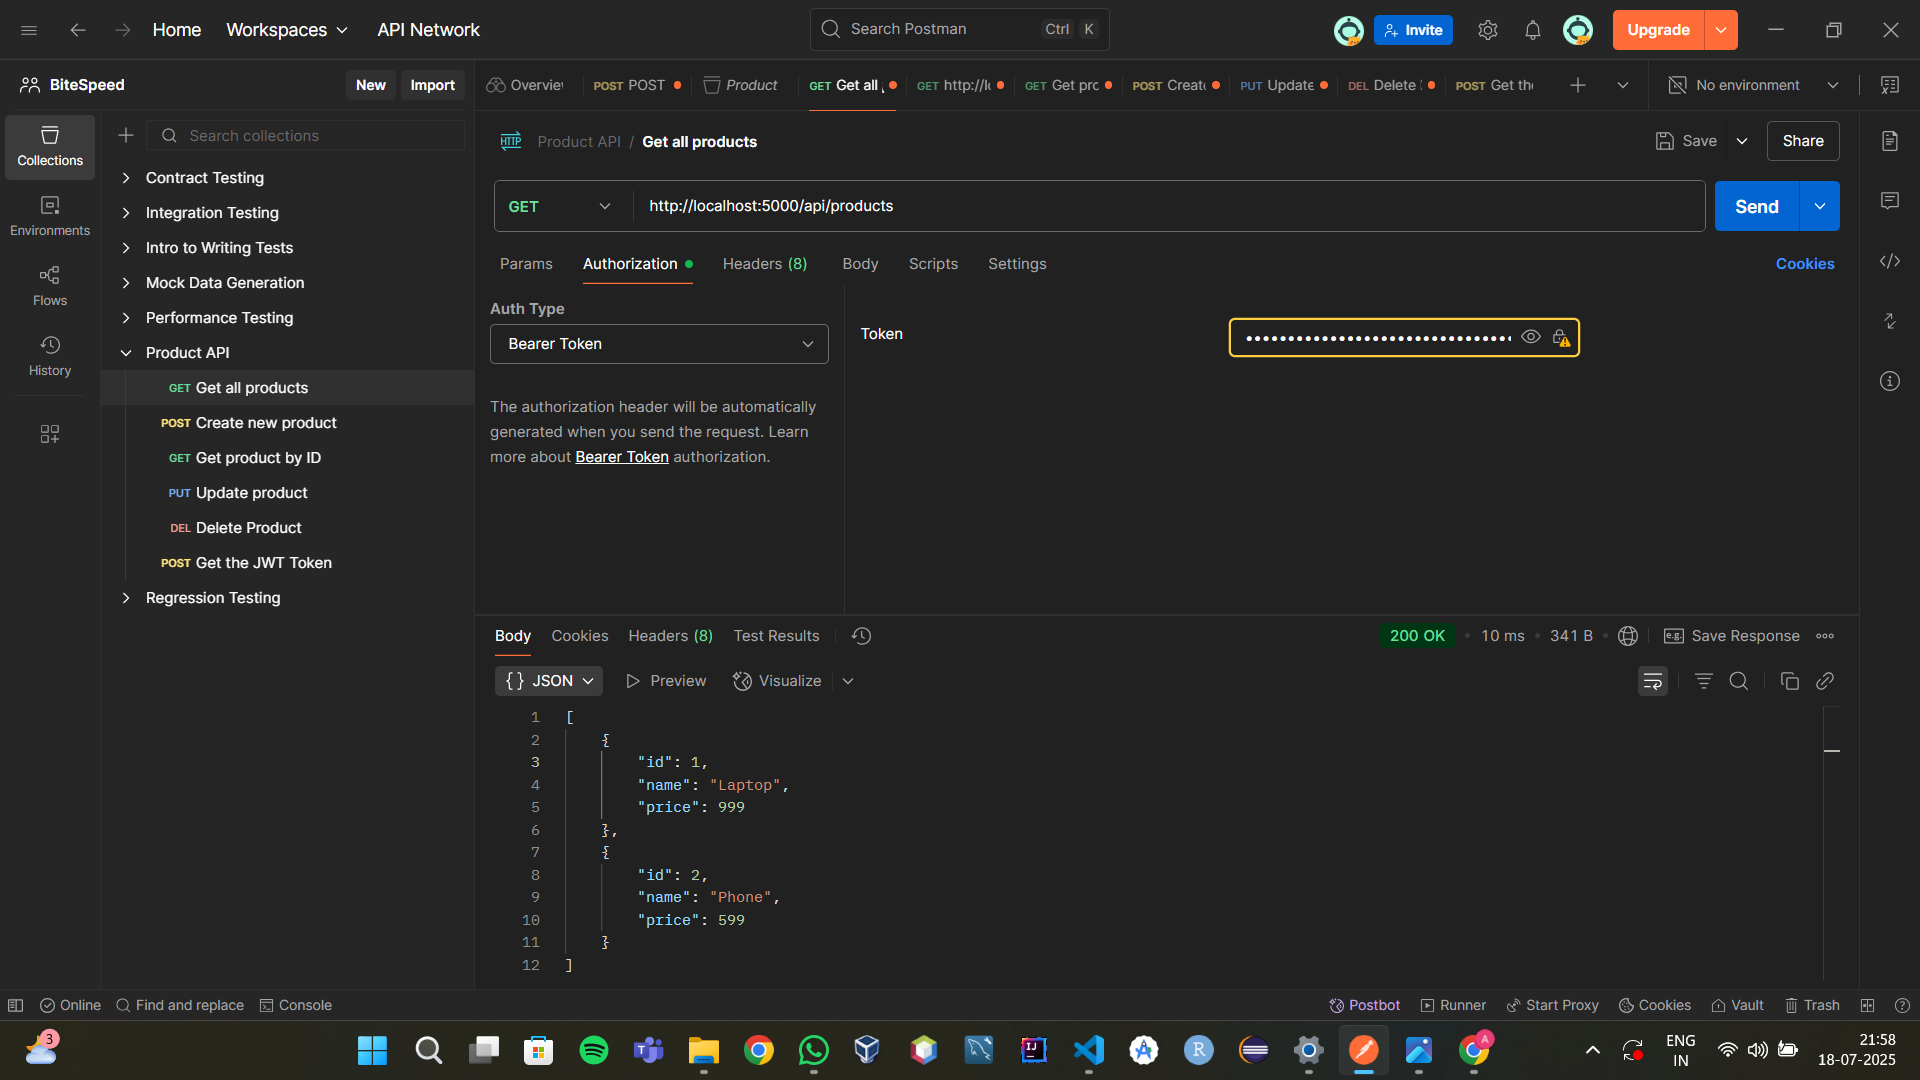 Home Workspaces API Network
Search Postman Ctrl K
Invite
Upgrade
BiteSpeed
New Import
Overvie
POST POST
Product
GET Get all
GET http://l
GET Get prc
POST Creat
PUT Update
DEL Delete
POST Get th
No environment
Collections
Environments
Flows
History
Search collections
Contract Testing
Integration Testing
Intro to Writing Tests
Mock Data Generation
Performance Testing
Product API
GET Get all products
POST Create new product
GET Get product by ID
PUT Update product
DEL Delete Product
POST Get the JWT Token
Regression Testing
HTTP Product API / Get all products
Save
Share
GET http://localhost:5000/api/products
Send
Params Authorization Headers (8) Body Scripts Settings Cookies
Auth Type
Bearer Token
The authorization header will be automatically
generated when you send the request. Learn
more about Bearer Token authorization.
Token
Body Cookies Headers (8) Test Results
200 OK • 10 ms • 341 B
e.g. Save Response
{} JSON Preview Visualize
1 [
2 {
3 "id": 1,
4 "name": "Laptop",
5 "price": 999
6 },
7 {
8 "id": 2,
9 "name": "Phone",
10 "price": 599
11 }
12 ]
Online Find and replace Console
Postbot Runner Start Proxy Cookies Vault Trash
3
T
IJ
R
A
ENG
IN
21:58
18-07-2025